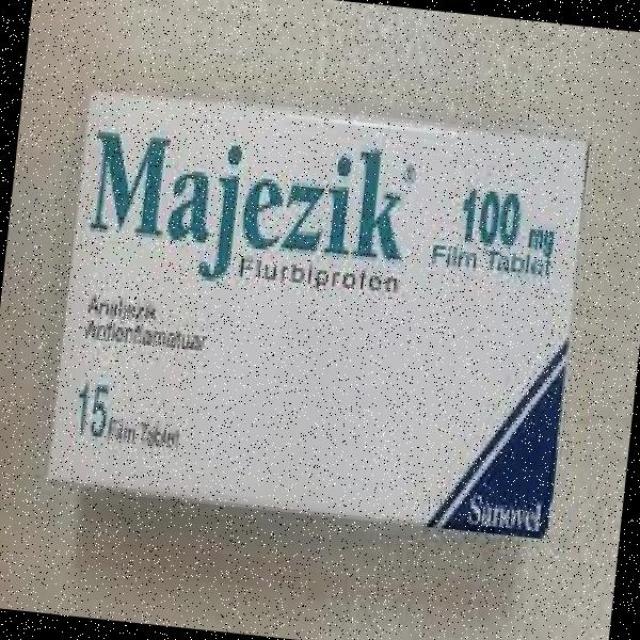 Majezik®
100 mg
Film Tablet
Flurbiprofen
Analjezik
Antienflamatuar
15 Film Tablet
Sanovel